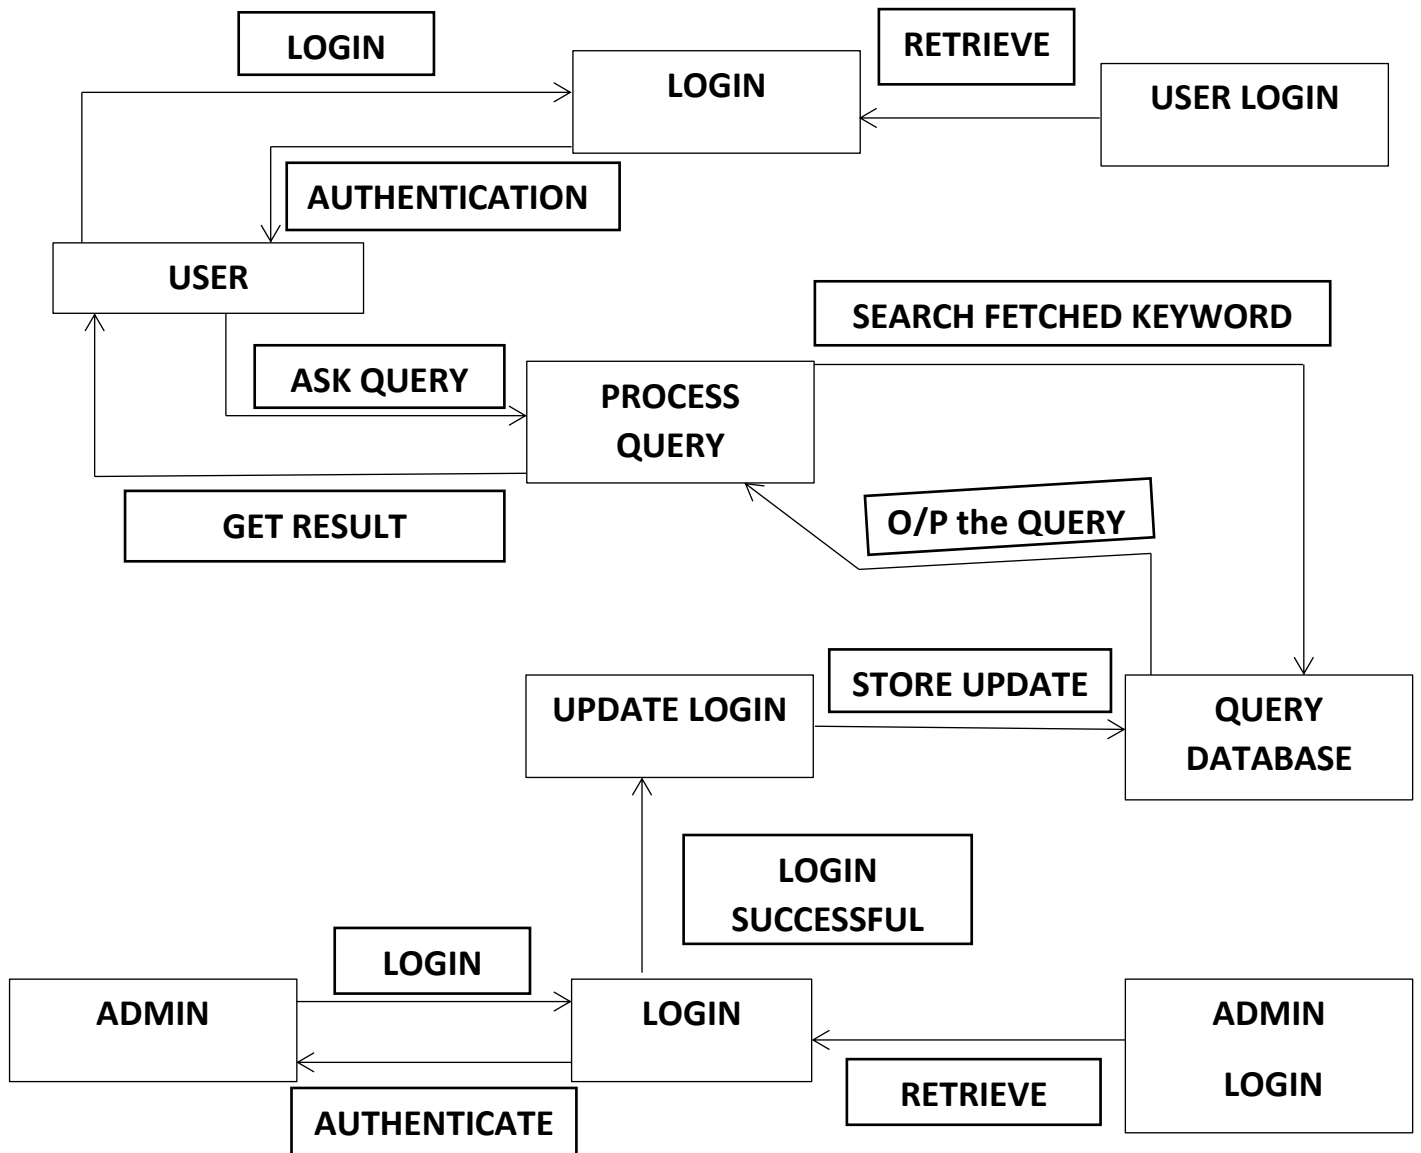 LOGIN
RETRIEVE
LOGIN
USER LOGIN
AUTHENTICATION
USER
SEARCH FETCHED KEYWORD
ASK QUERY
PROCESS
QUERY
GET RESULT
O/P the QUERY
STORE UPDATE
UPDATE LOGIN
QUERY
DATABASE
LOGIN
SUCCESSFUL
LOGIN
ADMIN
LOGIN
ADMIN
LOGIN
RETRIEVE
AUTHENTICATE